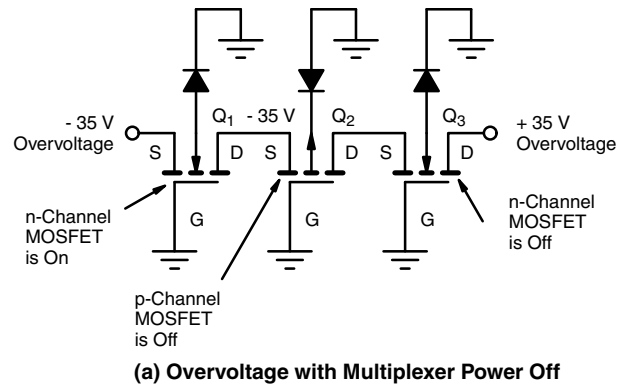 Q1 - 35 V
Q2
Q3
- 35 V
Overvoltage
+ 35 V
Overvoltage
S
D
S
D
S
D
G
G
G
n-Channel
MOSFET
is On
p-Channel
MOSFET
is Off
n-Channel
MOSFET
is Off
(a) Overvoltage with Multiplexer Power Off